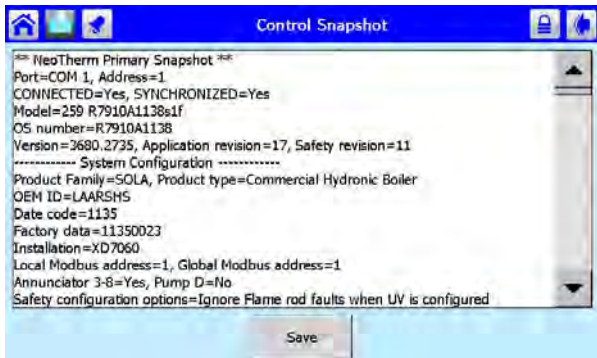 Control Snapshot
** NeoTherm Primary Snapshot **
Port=COM 1, Address=1
CONNECTED=Yes, SYNCHRONIZED=Yes
Model=259 R7910A1138s1f
OS number=R7910A1138
Version=3680.2735, Application revision=17, Safety revision=11
------------ System Configuration ------------
Product Family=SOLA, Product type=Commercial Hydronic Boiler
OEM ID=LAARSHS
Date code=1135
Factory data=11350023
Installation=XD7060
Local Modbus address=1, Global Modbus address=1
Annunciator 3-8=Yes, Pump D=No
Safety configuration options=Ignore Flame rod faults when UV is configured
Save